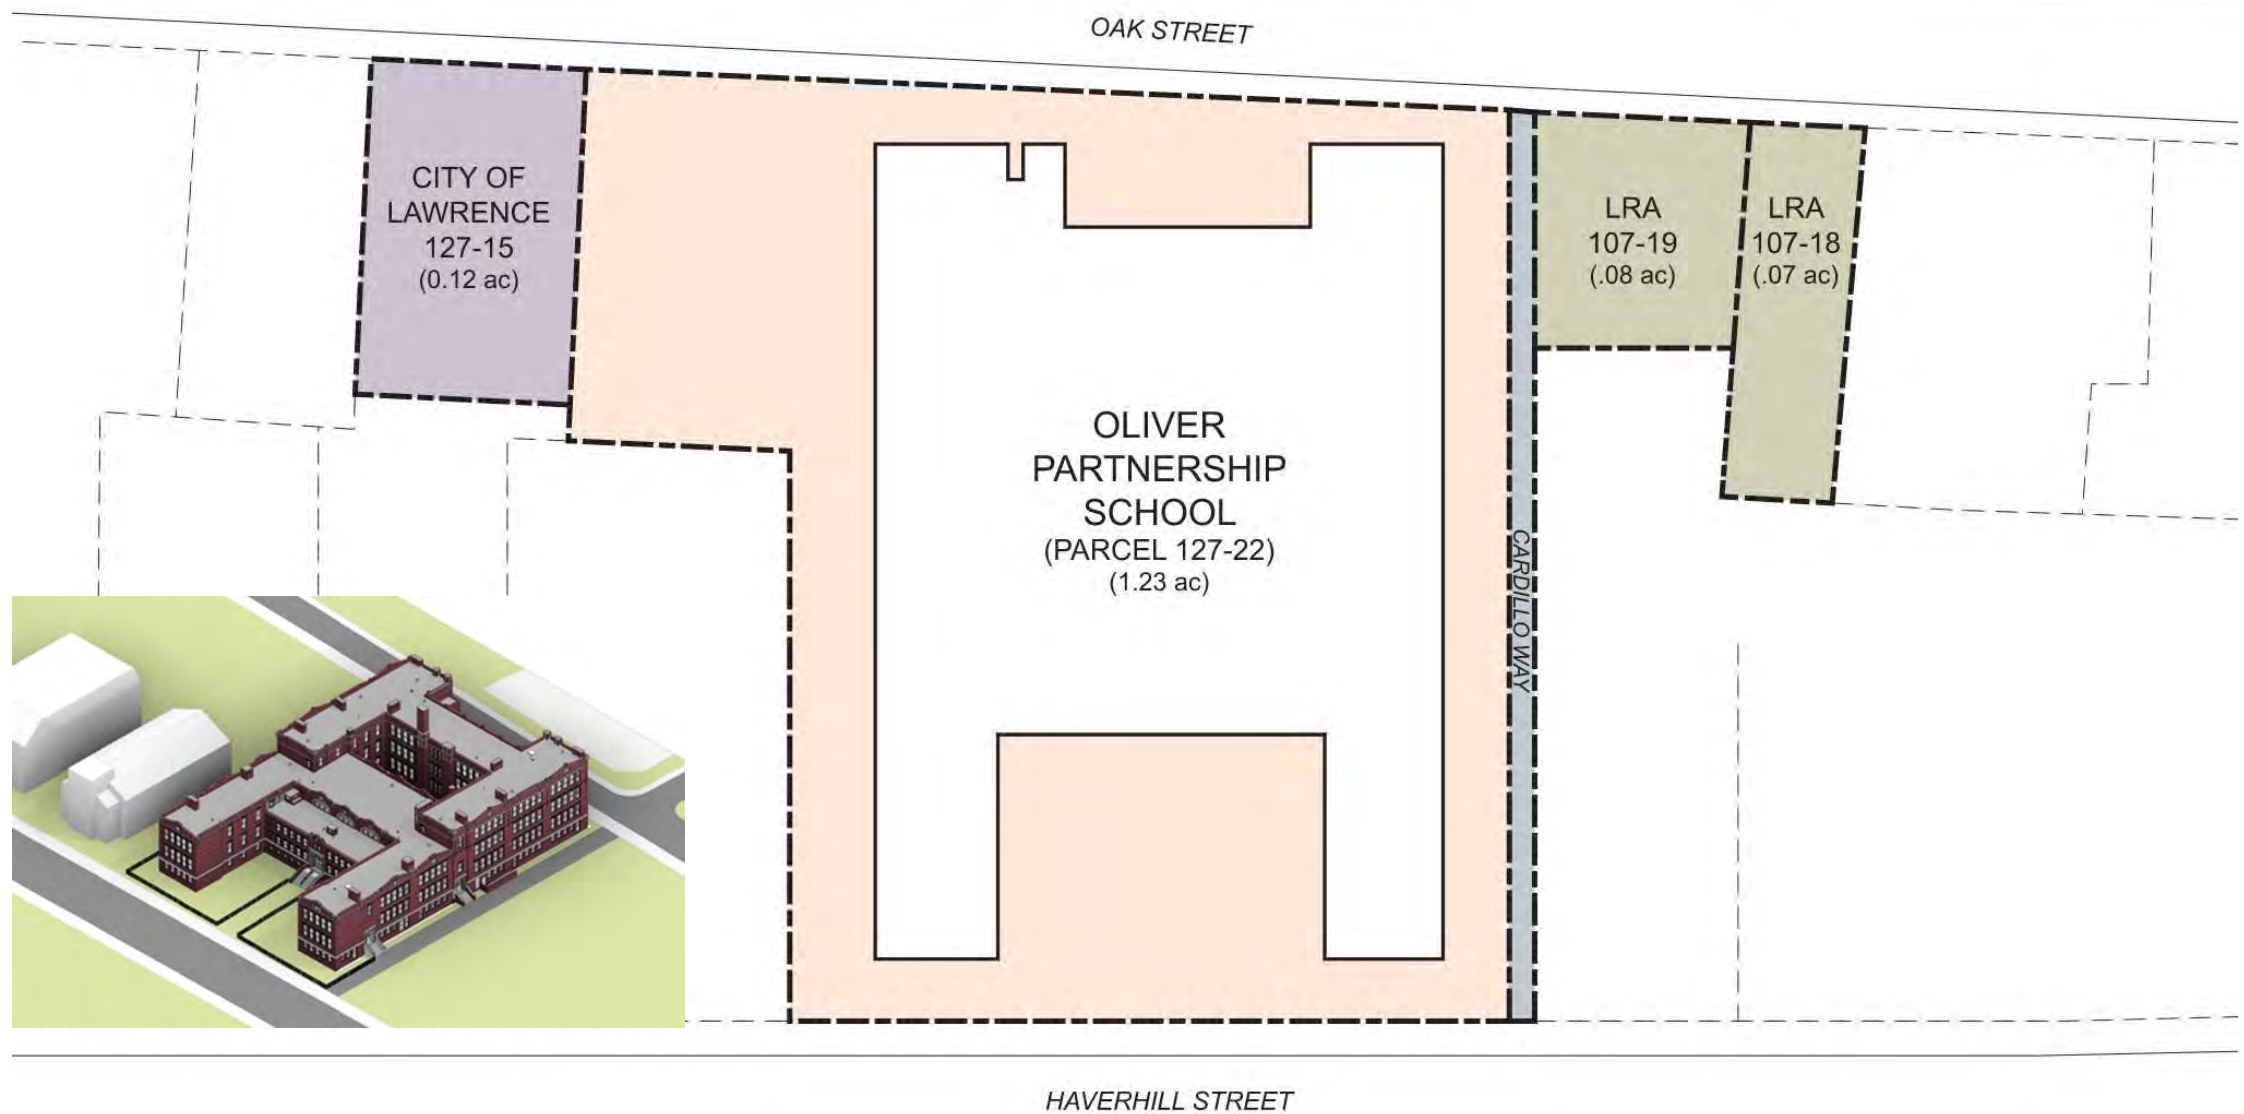 OAK STREET
CITY OF
LAWRENCE
127-15
(0.12 ac)
LRA
107-19
(.08 ac)
LRA
107-18
(.07 ac)
OLIVER
PARTNERSHIP
SCHOOL
(PARCEL 127-22)
(1.23 ac)
CARDILLO WAY
HAVERHILL STREET